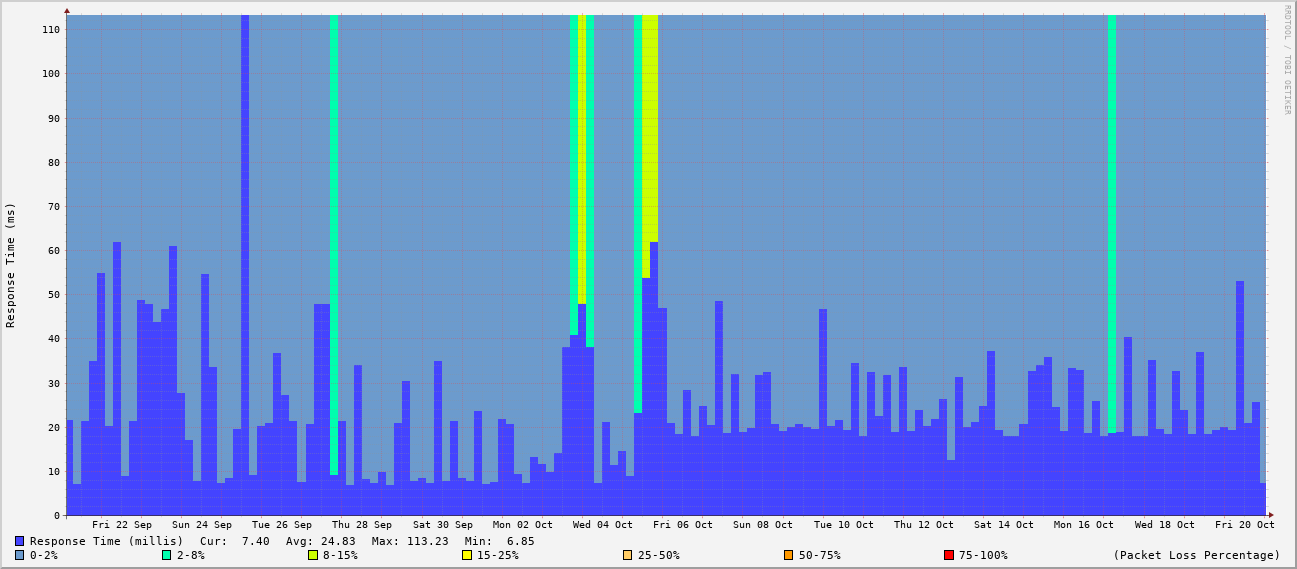 RRDTOOL / TOBI OETIKER
Response Time (ms)
110
100
90
80
70
60
50
40
30
20
10
0
Fri 22 Sep Sun 24 Sep Tue 26 Sep Thu 28 Sep Sat 30 Sep Mon 02 Oct Wed 04 Oct Fri 06 Oct Sun 08 Oct Tue 10 Oct Thu 12 Oct Sat 14 Oct Mon 16 Oct Wed 18 Oct Fri 20 Oct
Response Time (millis) Cur: 7.40 Avg: 24.83 Max: 113.23 Min: 6.85
0-2% 2-8% 8-15% 15-25% 25-50% 50-75% 75-100% (Packet Loss Percentage)